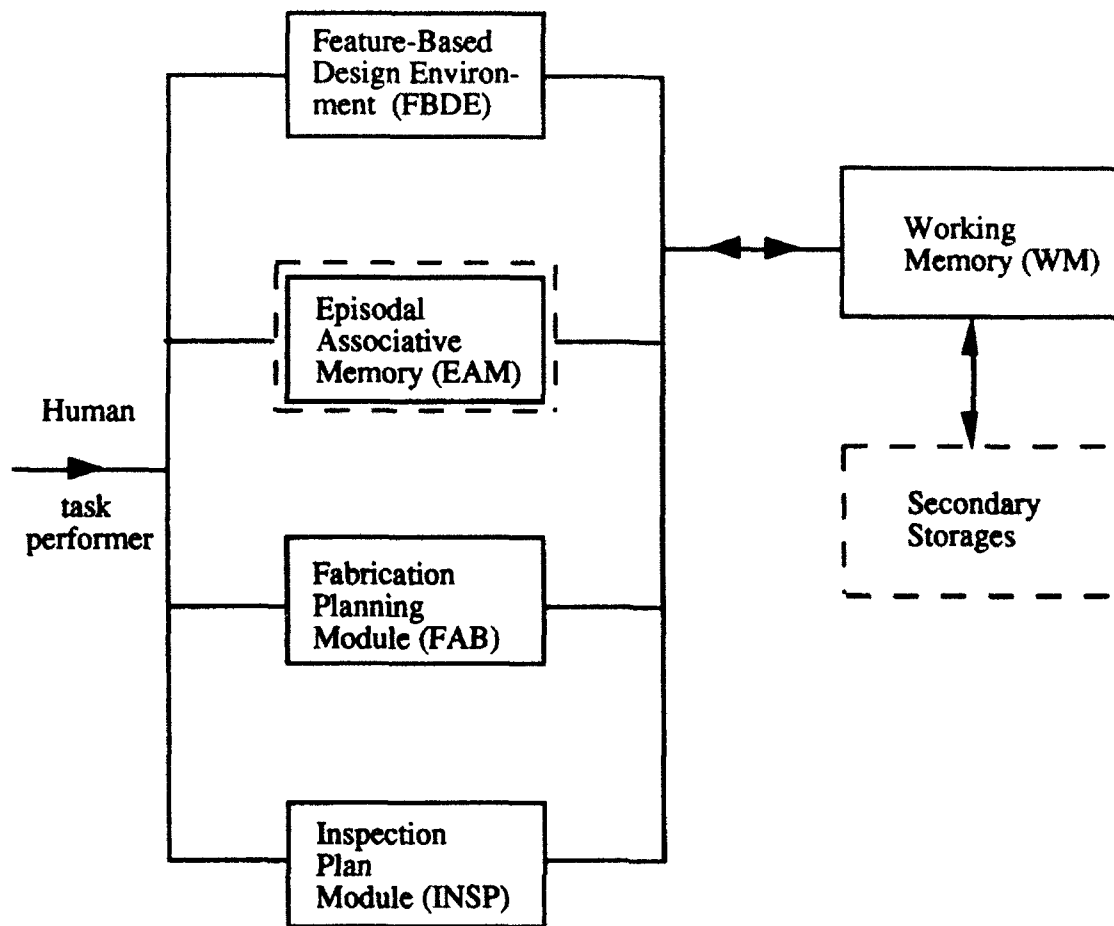 Feature-Based
Design Environ-
ment (FBDE)
Episodal
Associative
Memory (EAM)
Working
Memory (WM)
Human
task
performer
Secondary
Storages
Fabrication
Planning
Module (FAB)
Inspection
Plan
Module (INSP)